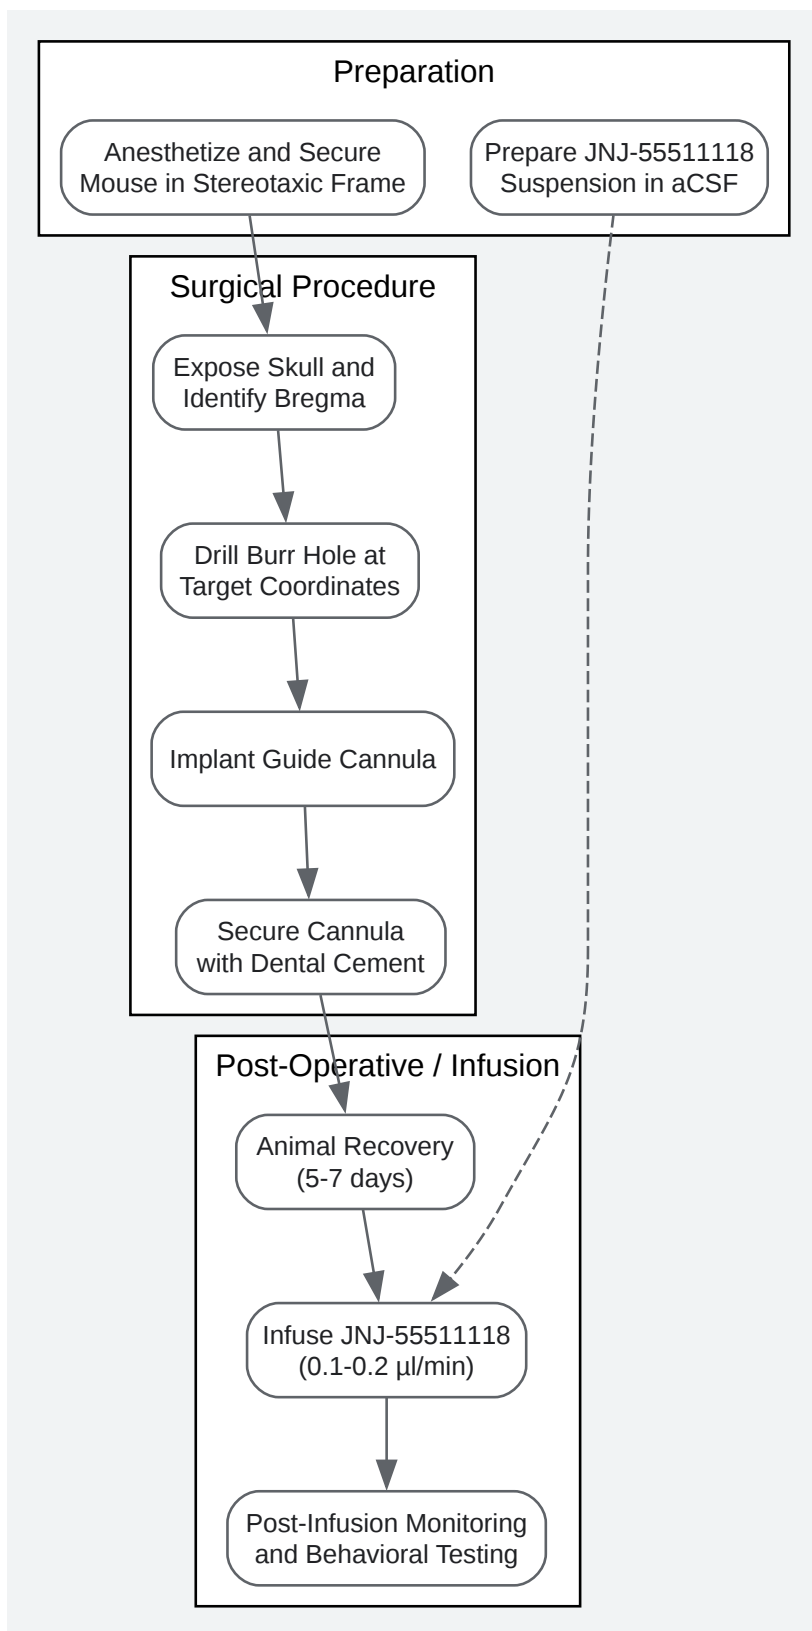 Preparation
Anesthetize and Secure
Mouse in Stereotaxic Frame
Prepare JNJ-55511118
Suspension in aCSF
Surgical Procedure
Expose Skull and
Identify Bregma
Drill Burr Hole at
Target Coordinates
Implant Guide Cannula
Secure Cannula
with Dental Cement
Post-Operative / Infusion
Animal Recovery
(5-7 days)
Infuse JNJ-55511118
(0.1-0.2 µl/min)
Post-Infusion Monitoring
and Behavioral Testing